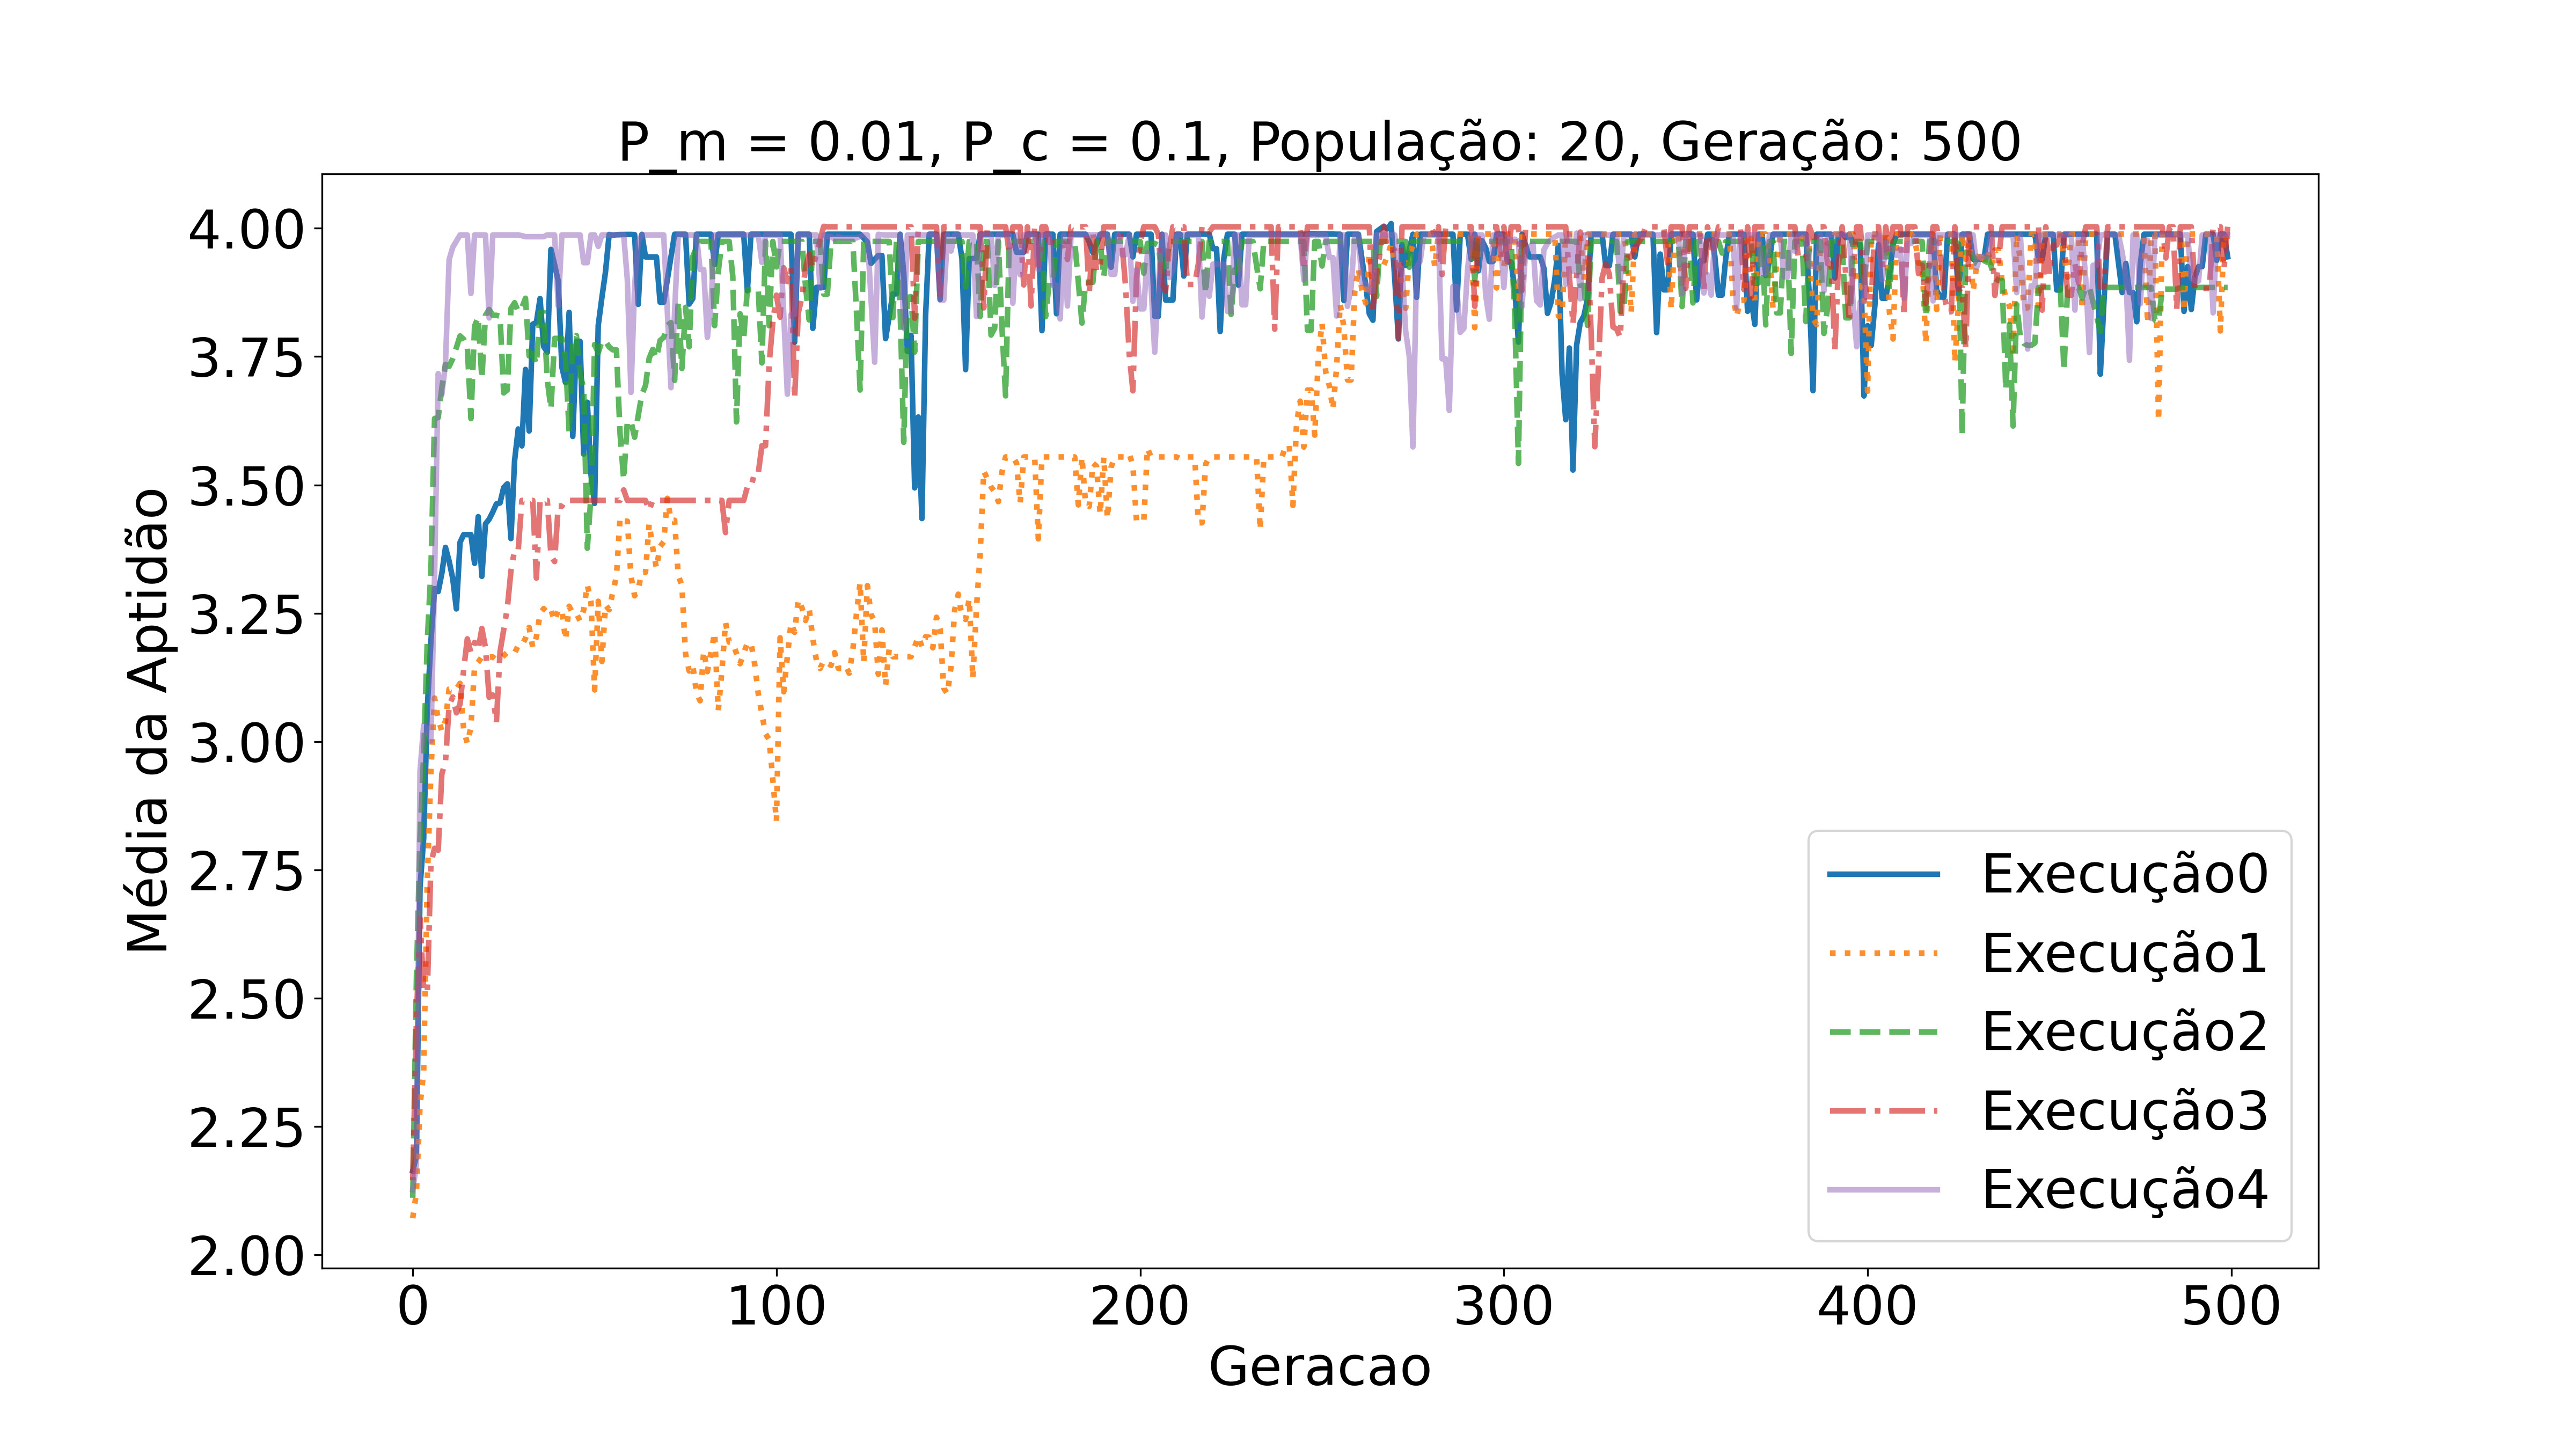 P_m = 0.01, P_c = 0.1, População: 20, Geração: 500
Média da Aptidão
4.00
3.75
3.50
3.25
3.00
2.75
2.50
2.25
2.00
0 100 200 300 400 500
Geracao
Execução0
Execução1
Execução2
Execução3
Execução4